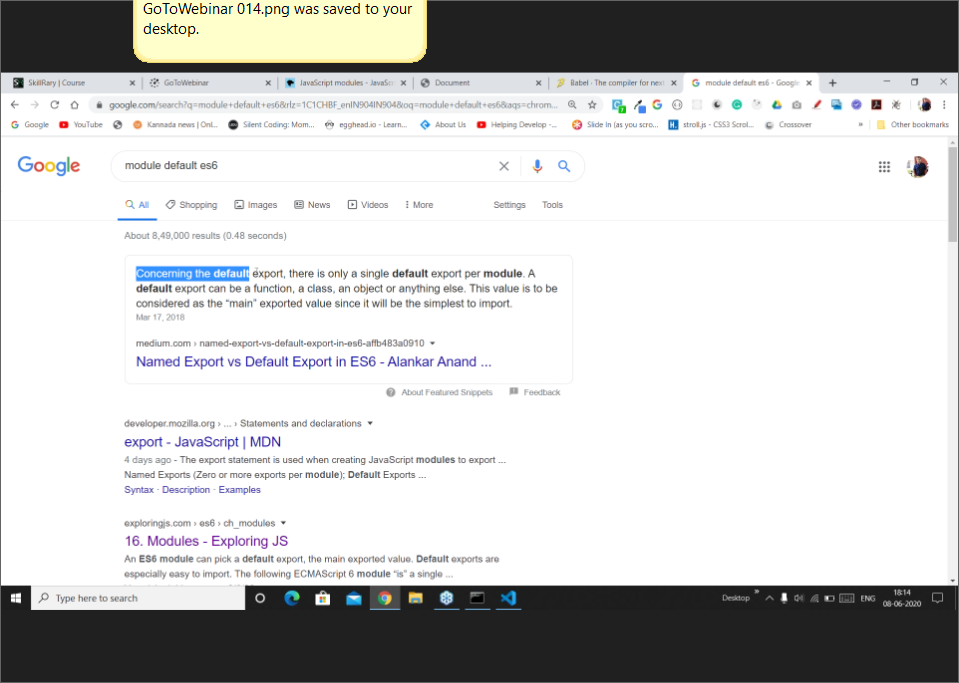 GoToWebinar 014.png was saved to your
desktop.
SkillRary | Course
GoToWebinar
JavaScript modules - JavaSc
Document
Babel · The compiler for next
module default es6 - Google
google.com/search?q=module+default+es6&rlz=1C1CHBF_enIN904IN904&oq=module+default+es6&aqs=chrom...
Google
YouTube
Kannada news | Onl...
Silent Coding: Mom...
egghead.io - Learn...
About Us
Helping Develop -...
Slide In (as you scro...
stroll.js - CSS3 Scrol...
Crossover
»
Other bookmarks
Google
module default es6
All
Shopping
Images
News
Videos
More
Settings
Tools
About 8,49,000 results (0.48 seconds)
Concerning the default export, there is only a single default export per module. A
default export can be a function, a class, an object or anything else. This value is to be
considered as the “main” exported value since it will be the simplest to import.
Mar 17, 2018
medium.com › named-export-vs-default-export-in-es6-affb483a0910
Named Export vs Default Export in ES6 - Alankar Anand ...
About Featured Snippets
Feedback
developer.mozilla.org › ... › Statements and declarations
export - JavaScript | MDN
4 days ago - The export statement is used when creating JavaScript modules to export ...
Named Exports (Zero or more exports per module); Default Exports ...
Syntax · Description · Examples
exploringjs.com › es6 › ch_modules
16. Modules - Exploring JS
An ES6 module can pick a default export, the main exported value. Default exports are
especially easy to import. The following ECMAScript 6 module “is” a single ...
Type here to search
Desktop
»
ENG
18:14
08-06-2020